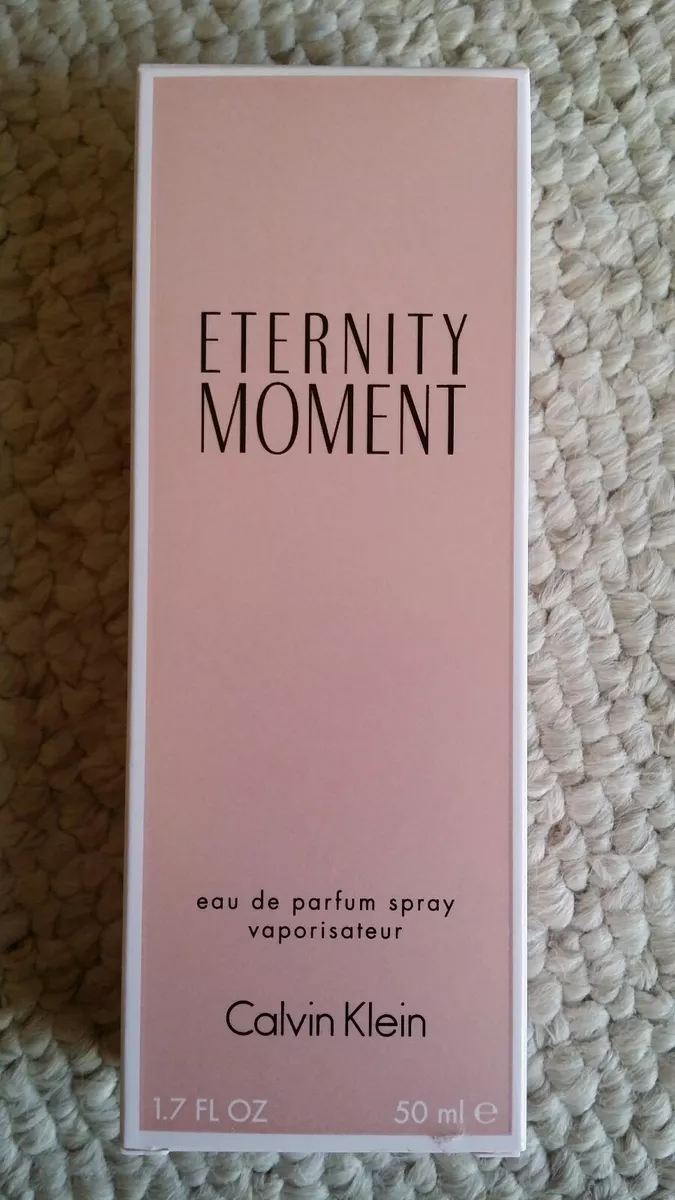 ETERNITY
MOMENT
eau de parfum spray
vaporisateur
Calvin Klein
1.7 FL OZ 50 ml ℮